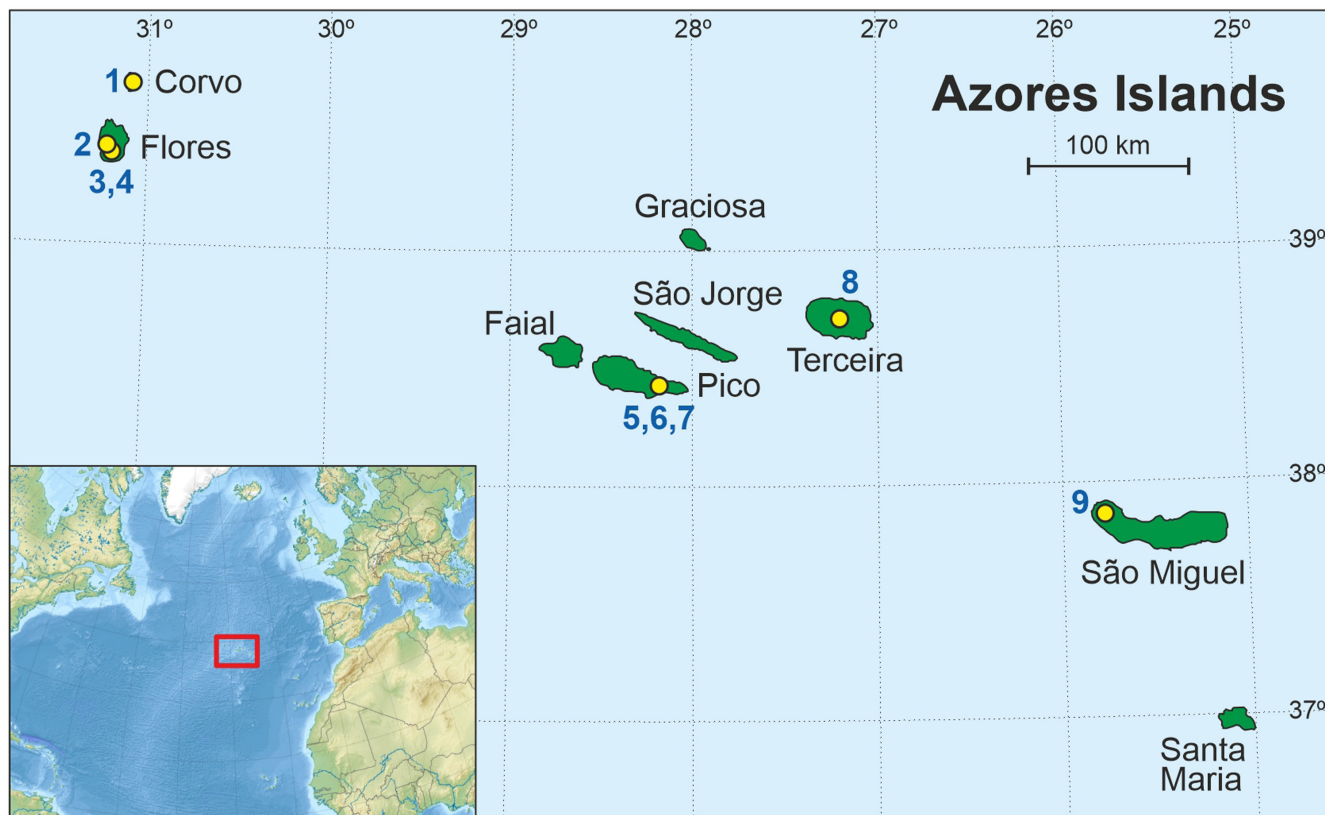 31º 30º 29º 28º 27º 26º 25º
1 Corvo
Azores Islands
2 Flores
100 km
3,4
Graciosa
39º
8
São Jorge
Faial
Terceira
Pico
5,6,7
38º
9
São Miguel
37º
Santa
Maria